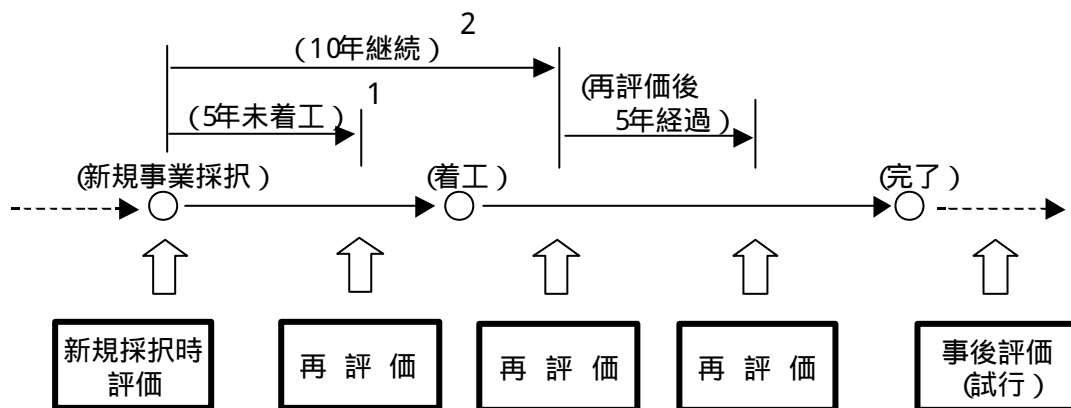 2
(10年継続)
(再評価後
5年経過)
1
(5年未着工)
(新規事業採択)
(着工)
(完了)
新規採択時
評価
再 評 価
再 評 価
再 評 価
事後評価
(試行)